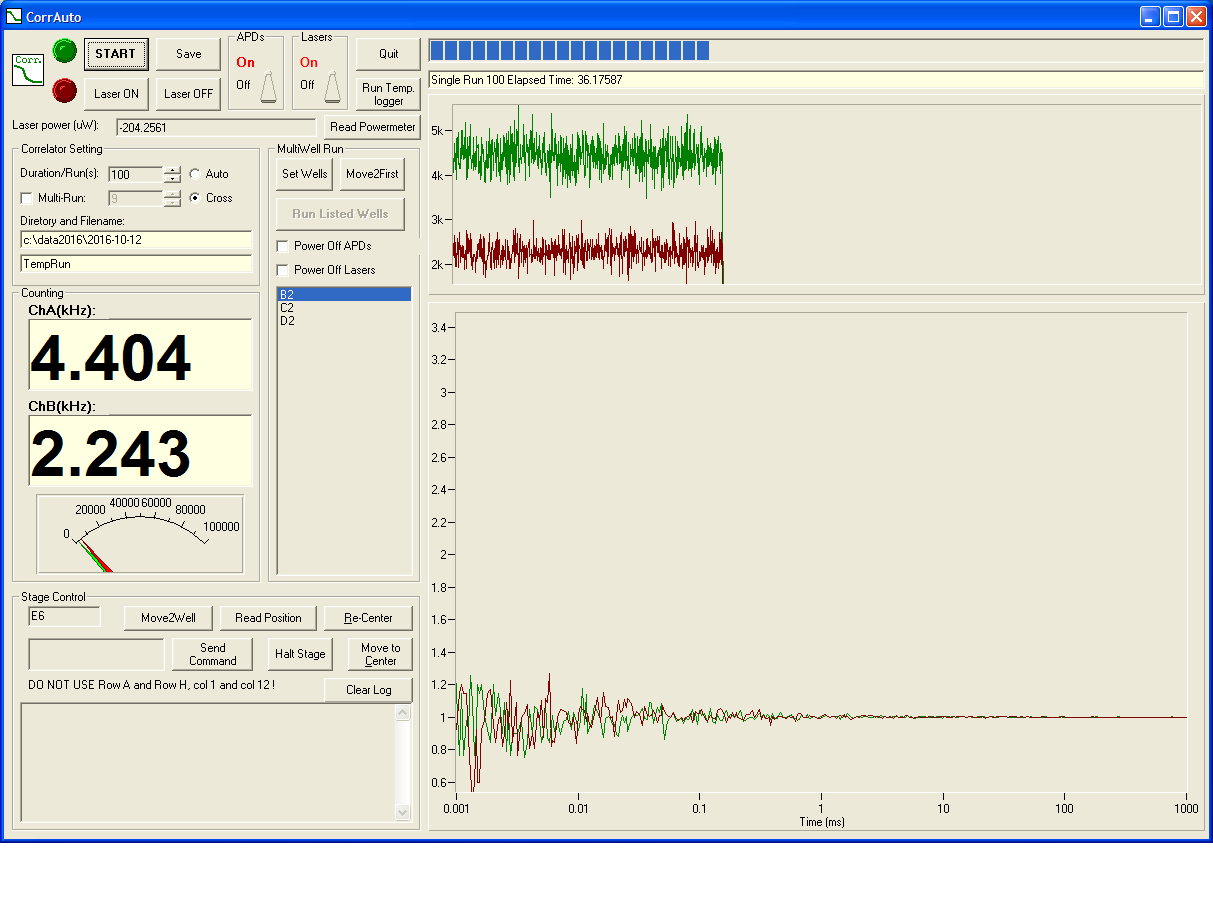 CorrAuto
Corr.
START
Save
Laser ON
Laser OFF
APDs
On
Off
Lasers
On
Off
Quit
Run Temp.
logger
Laser power (uW):
-204.2561
Read Powermeter
Correlator Setting
Duration/Run(s):
100
Auto
Multi-Run:
9
Cross
Diretory and Filename:
c:\data2016\2016-10-12
TempRun
MultiWell Run
Set Wells
Move2First
Run Listed Wells
Power Off APDs
Power Off Lasers
B2
C2
D2
Counting
ChA(kHz):
4.404
ChB(kHz):
2.243
0
20000
40000
60000
80000
100000
Stage Control
E6
Move2Well
Read Position
Re-Center
Send
Command
Halt Stage
Move to
Center
DO NOT USE Row A and Row H, col 1 and col 12 !
Clear Log
Single Run 100 Elapsed Time: 36.17587
5k
4k
3k
2k
3.4
3.2
3
2.8
2.6
2.4
2.2
2
1.8
1.6
1.4
1.2
1
0.8
0.6
0.001
0.01
0.1
1
10
100
1000
Time (ms)